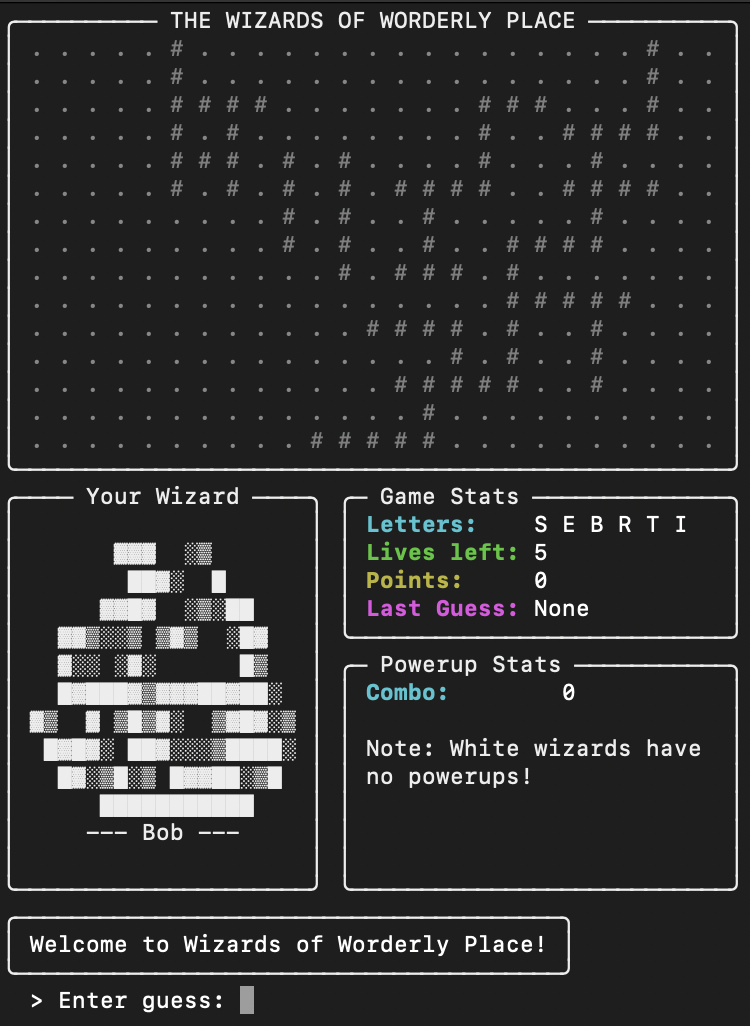 THE WIZARDS OF WORDERLY PLACE
. . . . . # . . . . . . . . . . . . . . . . # . .
. . . . . # . . . . . . . . . . . . . . . . # . .
. . . . . # # # # . . . . . . . # # # . . . # . .
. . . . . # . # . . . . . . . . # . . # # # # . .
. . . . . # # # . # . # . . . . # . . . # . . . .
. . . . . # . # . # . # . # # # # . . # # # # . .
. . . . . . . . . # . # . . # . . . . . # . . . .
. . . . . . . . . # . # . . # . . # # # # . . . .
. . . . . . . . . . . # . # # # . # . . . . . . .
. . . . . . . . . . . . . . . . . # # # # # . . .
. . . . . . . . . . . . # # # # . # . . # . . . .
. . . . . . . . . . . . . . . # . # . . # . . . .
. . . . . . . . . . . . . # # # # # . . # . . . .
. . . . . . . . . . . . . . # . . . . . . . . . .
. . . . . . . . . . # # # # # . . . . . . . . . .
Your Wizard
--- Bob ---
Game Stats
Letters: S E B R T I
Lives left: 5
Points: 0
Last Guess: None
Powerup Stats
Combo: 0
Note: White wizards have
no powerups!
Welcome to Wizards of Worderly Place!
> Enter guess: